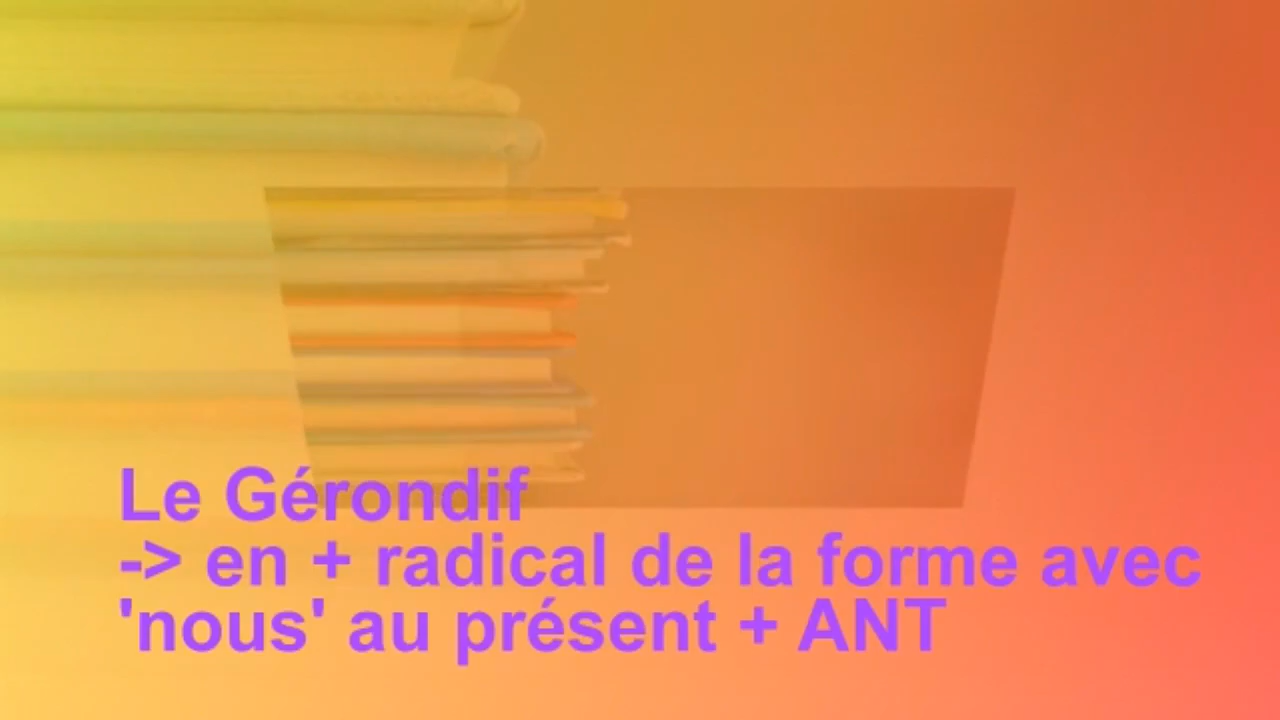 Le Gérondif
-> en + radical de la forme avec
'nous' au présent + ANT